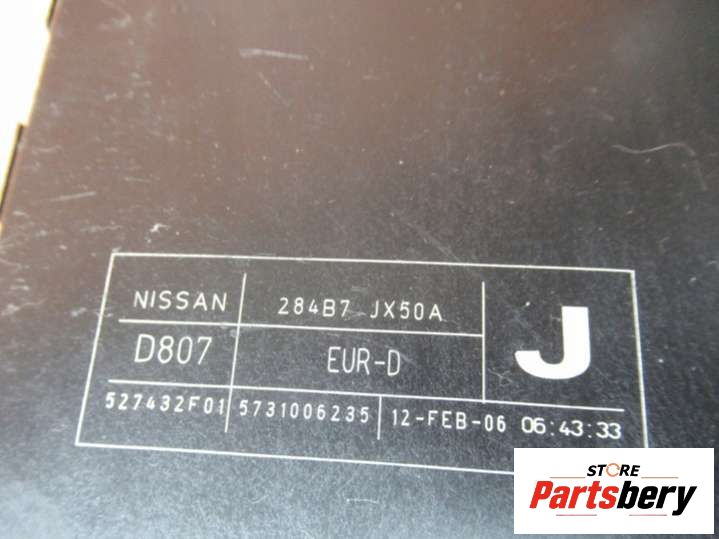 NISSAN 284B7 JX50A J
D807 EUR-D
527432F01 5731006235 12-FEB-06 06:43:33
STORE
Partsbery